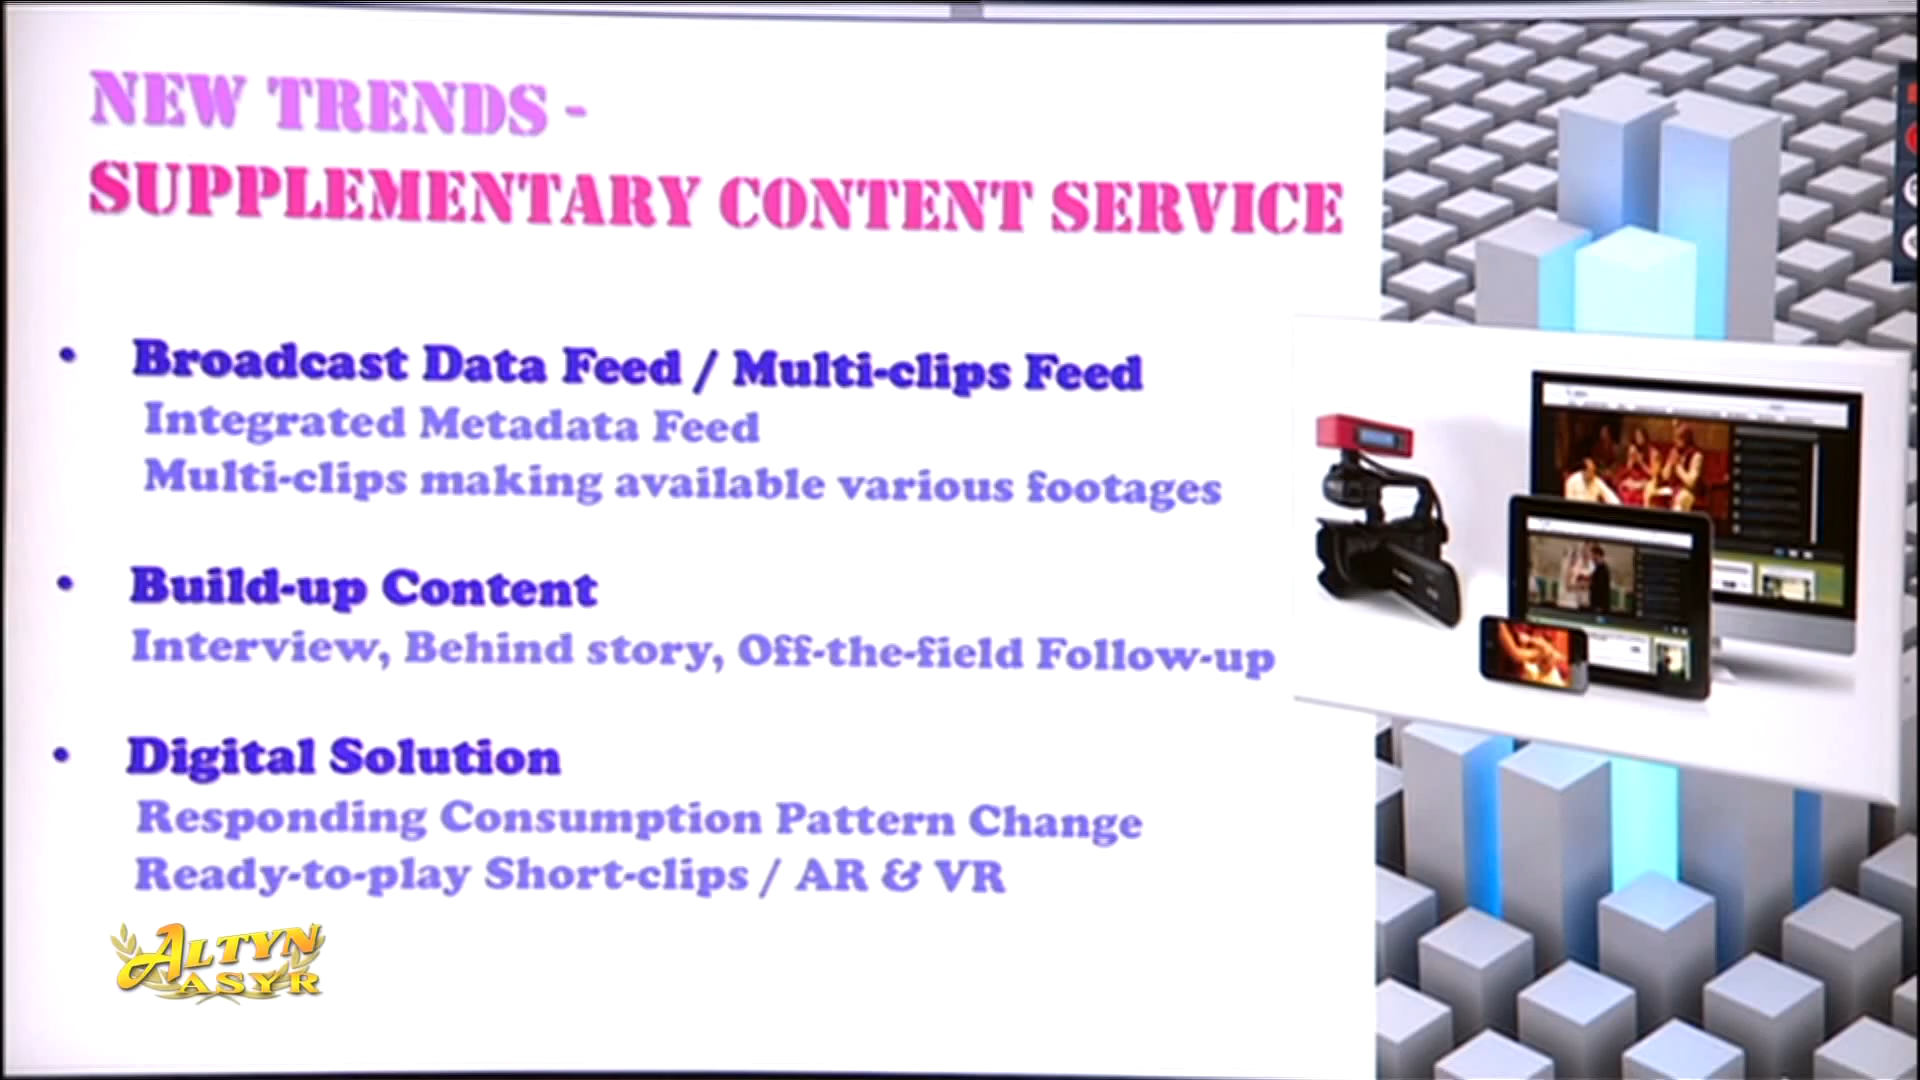 NEW TRENDS -
SUPPLEMENTARY CONTENT SERVICE
• Broadcast Data Feed / Multi-clips Feed
Integrated Metadata Feed
Multi-clips making available various footages
• Build-up Content
Interview, Behind story, Off-the-field Follow-up
• Digital Solution
Responding Consumption Pattern Change
Ready-to-play Short-clips / AR & VR
ALTYN
ASYR